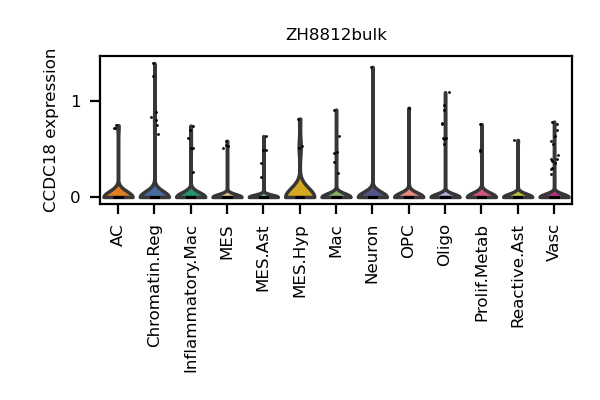 ZH8812bulk
CCDC18 expression
1
0
AC
Chromatin.Reg
Inflammatory.Mac
MES
MES.Ast
MES.Hyp
Mac
Neuron
OPC
Oligo
Prolif.Metab
Reactive.Ast
Vasc